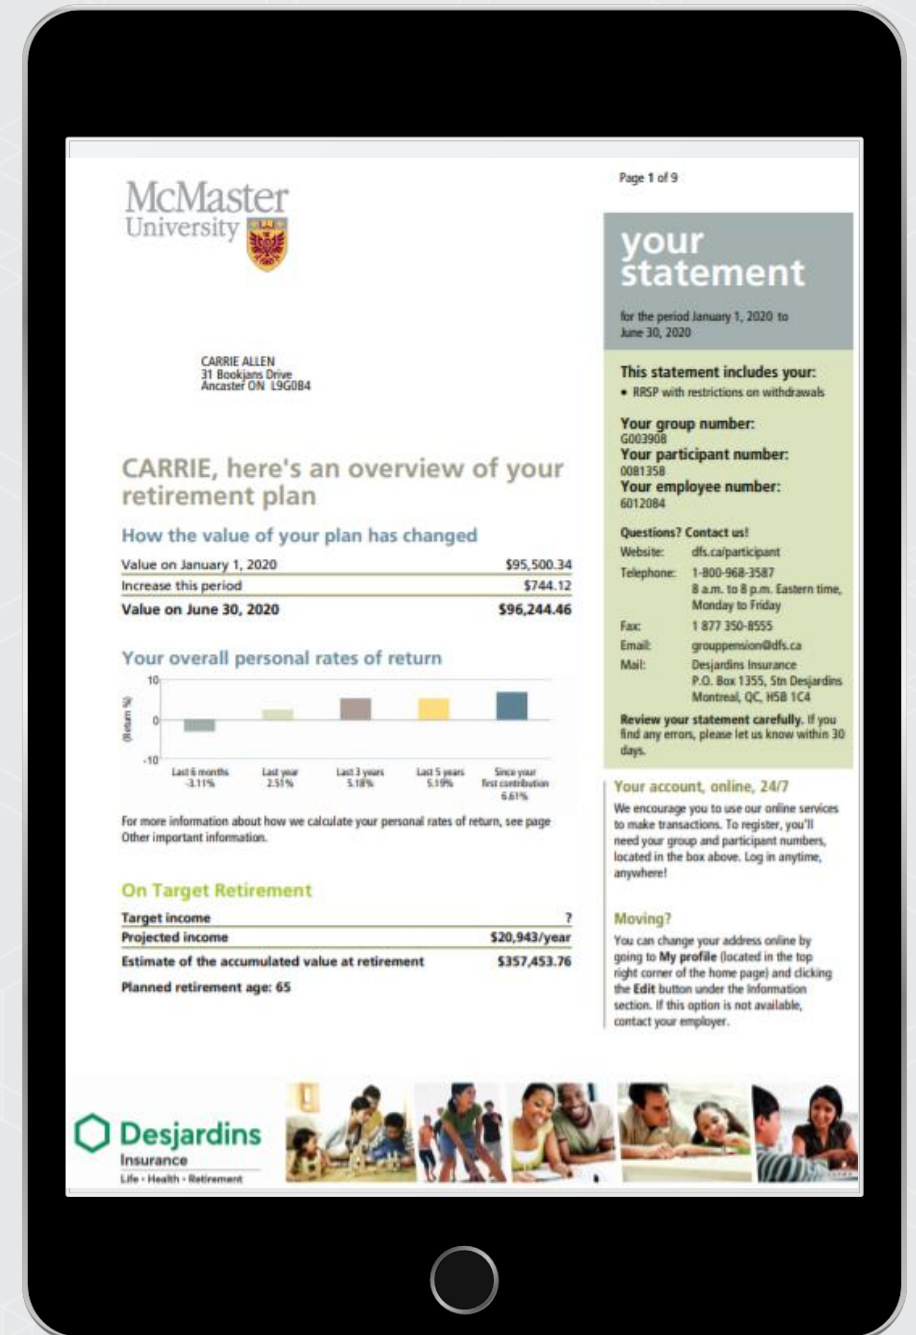 McMaster
University
CARRIE ALLEN
31 Bookjans Drive
Ancaster ON L9G0B4
CARRIE, here's an overview of your
retirement plan
How the value of your plan has changed
Value on January 1, 2020 $95,500.34
Increase this period $744.12
Value on June 30, 2020 $96,244.46
Your overall personal rates of return
(Return %)
10
0
-10
Last 6 months
-3.11%
Last year
2.51%
Last 3 years
5.18%
Last 5 years
5.19%
Since your
first contribution
6.61%
For more information about how we calculate your personal rates of return, see page
Other important information.
On Target Retirement
Target income ?
Projected income $20,943/year
Estimate of the accumulated value at retirement $357,453.76
Planned retirement age: 65
Page 1 of 9
your
statement
for the period January 1, 2020 to
June 30, 2020
This statement includes your:
• RRSP with restrictions on withdrawals
Your group number:
G003908
Your participant number:
0081358
Your employee number:
6012084
Questions? Contact us!
Website: dfs.ca/participant
Telephone: 1-800-968-3587
8 a.m. to 8 p.m. Eastern time,
Monday to Friday
Fax: 1 877 350-8555
Email: grouppension@dfs.ca
Mail: Desjardins Insurance
P.O. Box 1355, Stn Desjardins
Montreal, QC, H5B 1C4
Review your statement carefully. If you
find any errors, please let us know within 30
days.
Your account, online, 24/7
We encourage you to use our online services
to make transactions. To register, you'll
need your group and participant numbers,
located in the box above. Log in anytime,
anywhere!
Moving?
You can change your address online by
going to My profile (located in the top
right corner of the home page) and clicking
the Edit button under the Information
section. If this option is not available,
contact your employer.
Desjardins
Insurance
Life • Health • Retirement